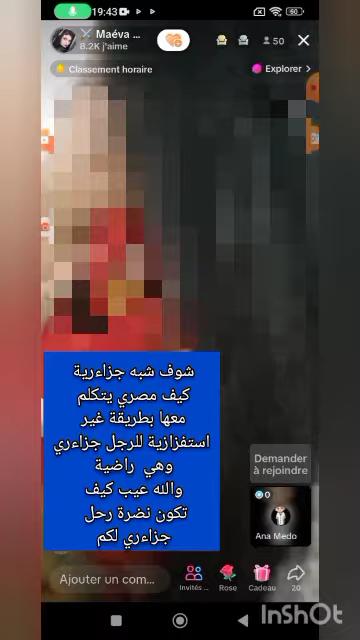 19:43
60
Maéva ...
8.2K j'aime
50
Classement horaire
Explorer >
شوف شبه جزاءرية
كيف مصري يتكلم
معها بطريقة غير
استفزازية للرجل جزاءري
وهي راضية
والله عيب كيف
تكون نضرة رجل
جزاءري لكم
Demander
à rejoindre
0
Ana Medo
Ajouter un com...
Invités ...
Rose
Cadeau
20
InShOt